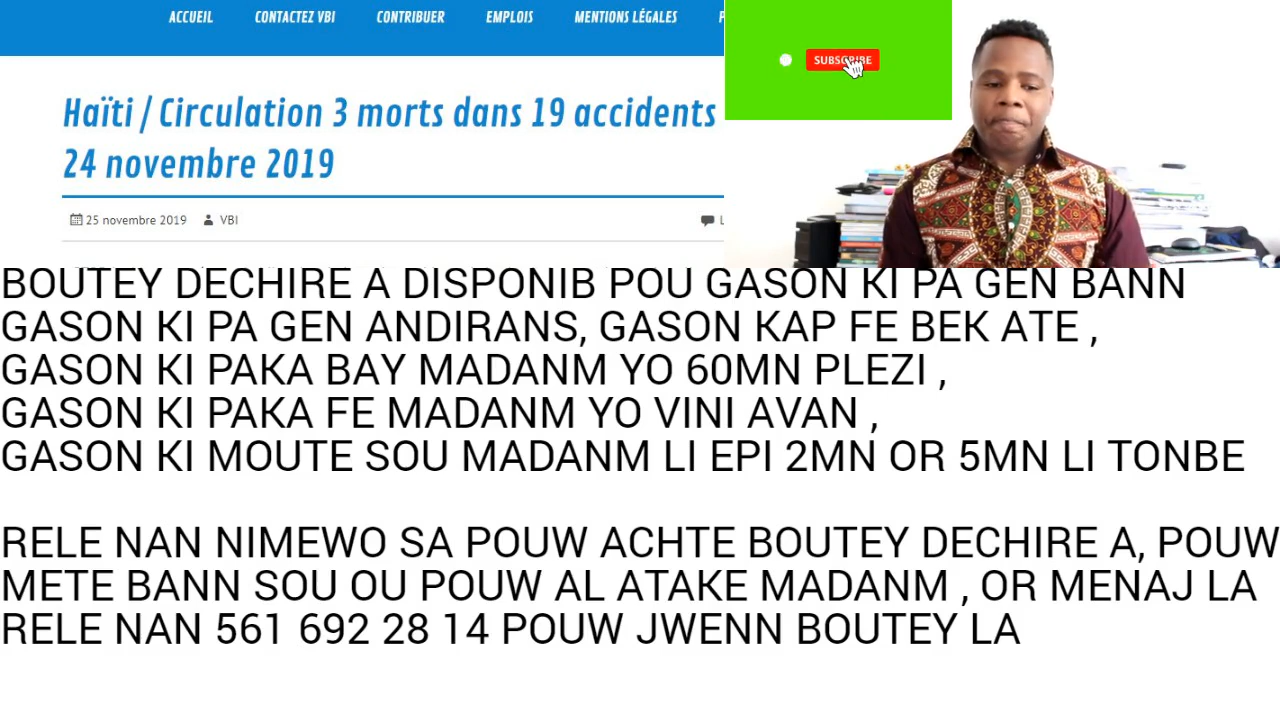 ACCUEIL CONTACTEZ VBI CONTRIBUER EMPLOIS MENTIONS LÉGALES
SUBSCRIBE
Haïti / Circulation 3 morts dans 19 accidents
24 novembre 2019
25 novembre 2019 VBI
BOUTEY DECHIRE A DISPONIB POU GASON KI PA GEN BANN
GASON KI PA GEN ANDIRANS, GASON KAP FE BEK ATE ,
GASON KI PAKA BAY MADANM YO 60MN PLEZI ,
GASON KI PAKA FE MADANM YO VINI AVAN ,
GASON KI MOUTE SOU MADANM LI EPI 2MN OR 5MN LI TONBE
RELE NAN NIMEWO SA POUW ACHTE BOUTEY DECHIRE A, POUW
METE BANN SOU OU POUW AL ATAKE MADANM , OR MENAJ LA
RELE NAN 561 692 28 14 POUW JWENN BOUTEY LA